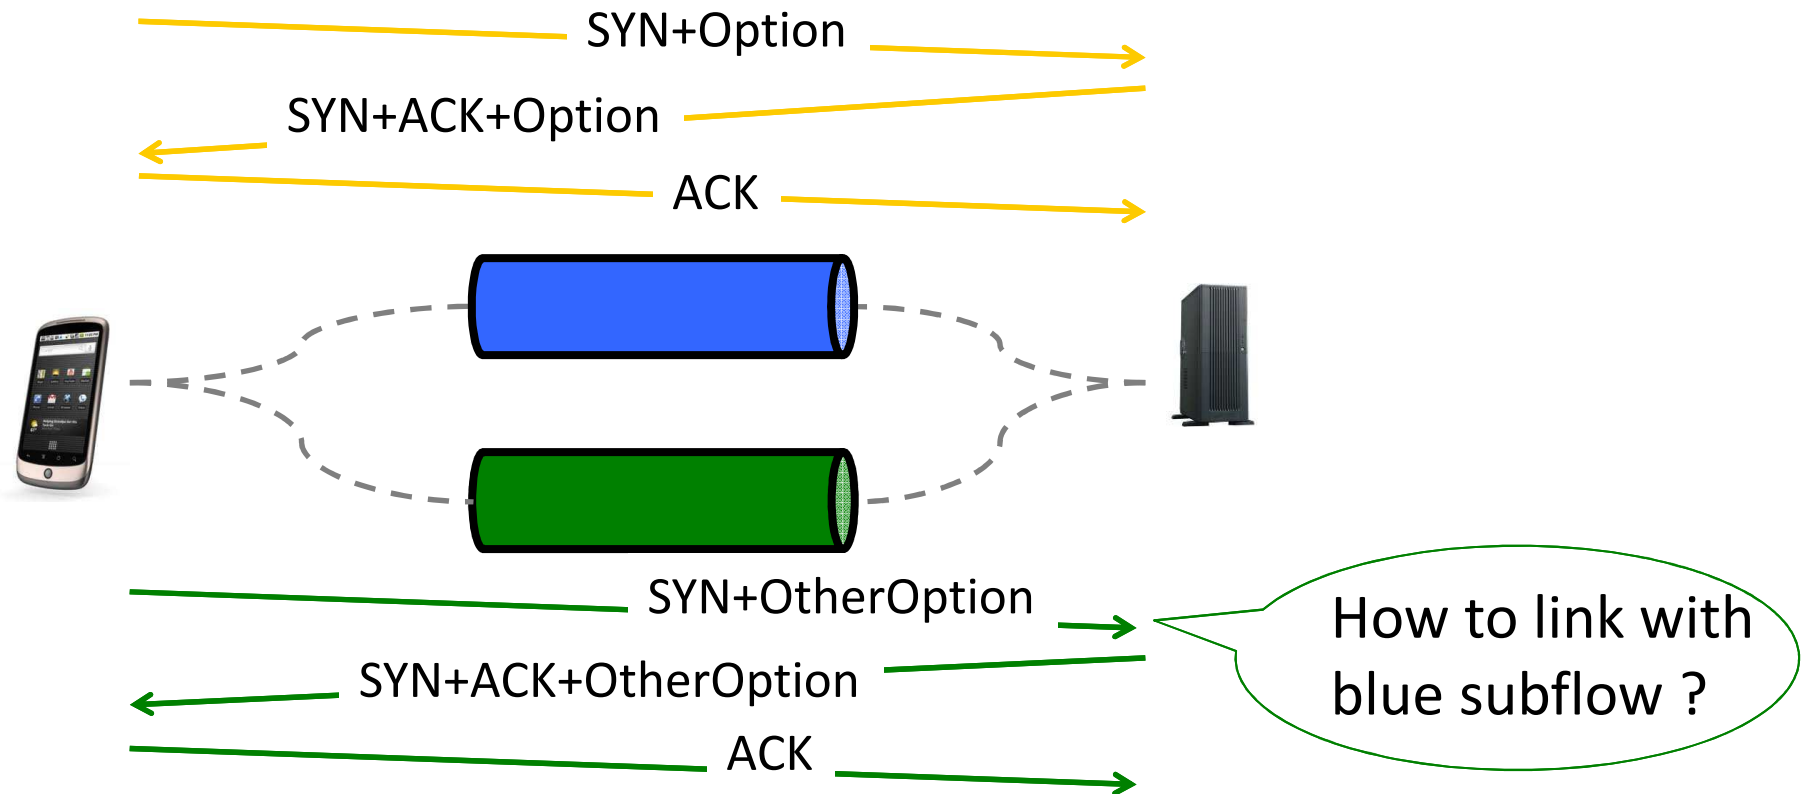 SYN+Option
SYN+ACK+Option
ACK
SYN+OtherOption
How to link with
blue subflow ?
SYN+ACK+OtherOption
ACK